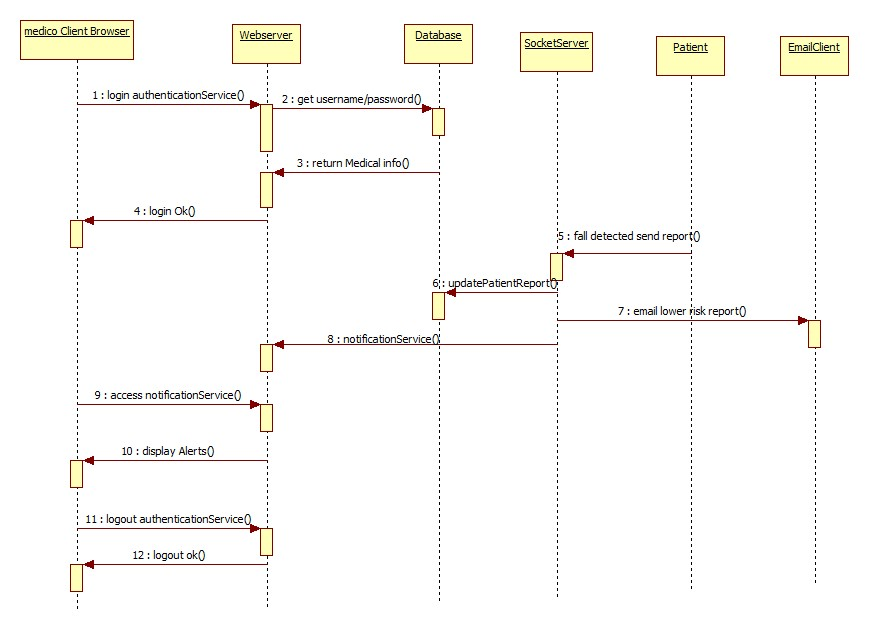 medico Client Browser
Webserver
Database
SocketServer
Patient
EmailClient
1 : login authenticationService()
2 : get username/password()
3 : return Medical info()
4 : login Ok()
5 : fall detected send report()
6 : updatePatientReport()
7 : email lower risk report()
8 : notificationService()
9 : access notificationService()
10 : display Alerts()
11 : logout authenticationService()
12 : logout ok()